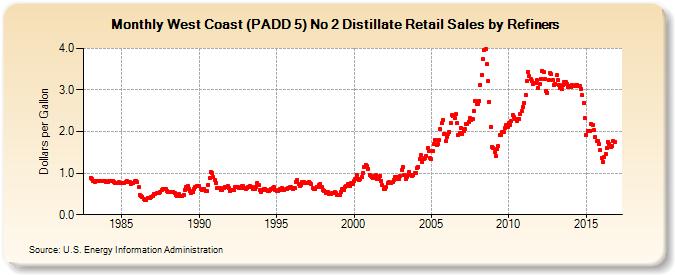 Monthly West Coast (PADD 5) No 2 Distillate Retail Sales by Refiners
Dollars per Gallon
4.0
3.0
2.0
1.0
0.0
1985 1990 1995 2000 2005 2010 2015
Source: U.S. Energy Information Administration